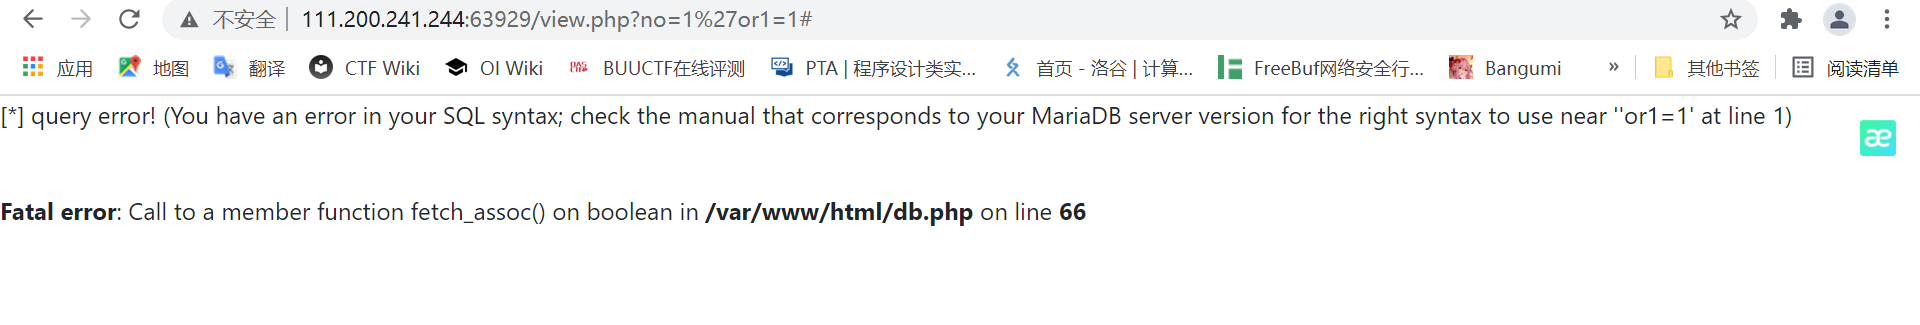 不安全 | 111.200.241.244:63929/view.php?no=1%27or1=1#
应用 地图 翻译 CTF Wiki OI Wiki BUUCTF在线评测 PTA | 程序设计类实... 首页 - 洛谷 | 计算... FreeBuf网络安全行... Bangumi » 其他书签 阅读清单
[*] query error! (You have an error in your SQL syntax; check the manual that corresponds to your MariaDB server version for the right syntax to use near ''or1=1' at line 1)
æ
Fatal error: Call to a member function fetch_assoc() on boolean in /var/www/html/db.php on line 66